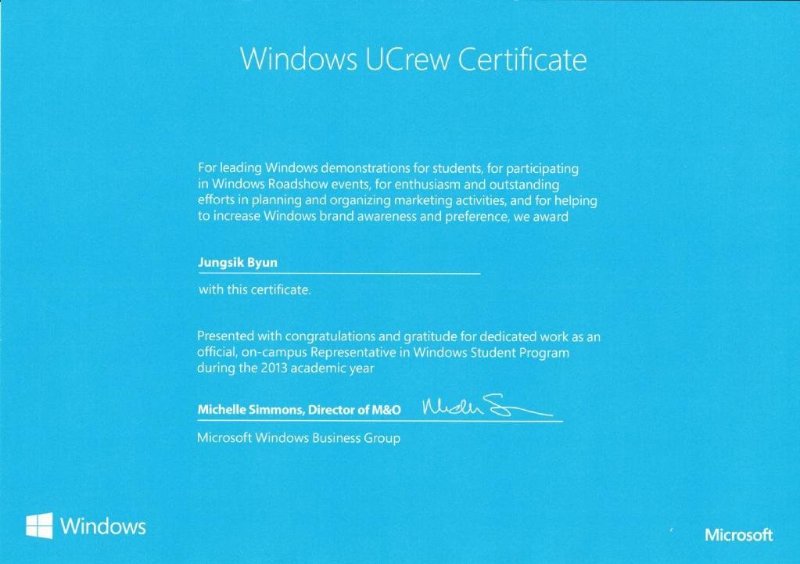 Windows UCrew Certificate
For leading Windows demonstrations for students, for participating
in Windows Roadshow events, for enthusiasm and outstanding
efforts in planning and organizing marketing activities, and for helping
to increase Windows brand awareness and preference, we award
Jungsik Byun
with this certificate.
Presented with congratulations and gratitude for dedicated work as an
official, on-campus Representative in Windows Student Program
during the 2013 academic year
Michelle Simmons, Director of M&O
Microsoft Windows Business Group
Windows
Microsoft